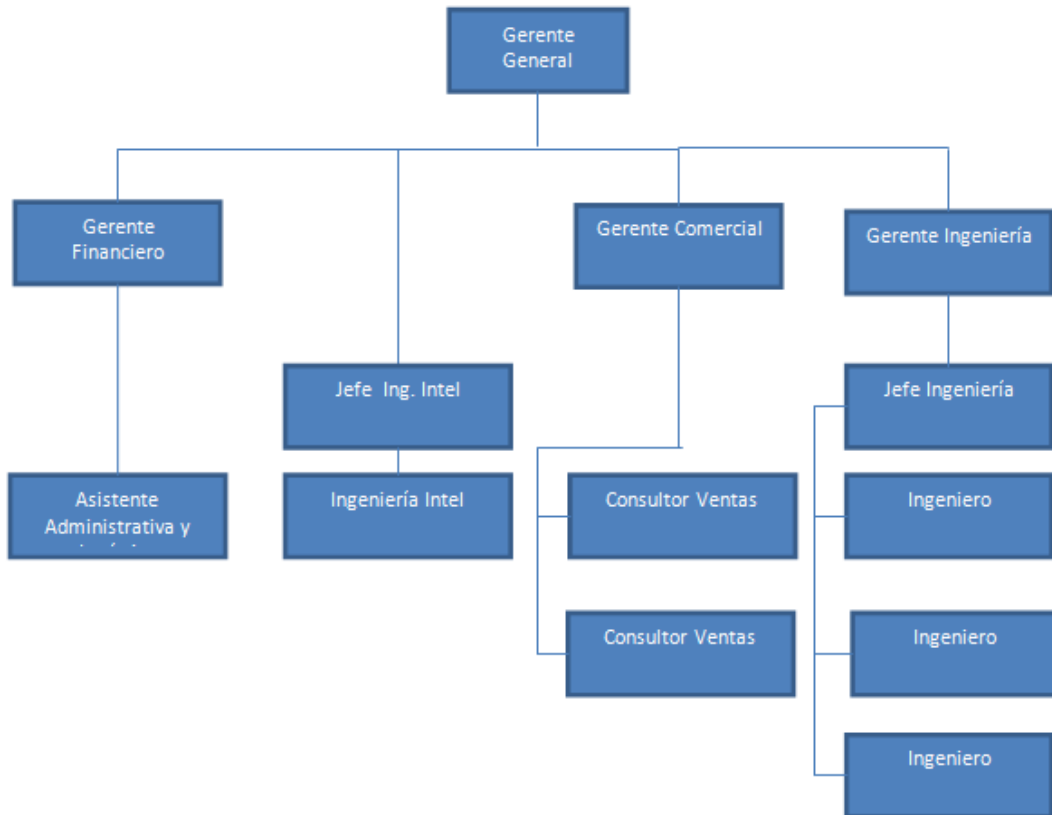 Gerente
General
Gerente
Financiero
Gerente Comercial
Gerente Ingeniería
Jefe Ing. Intel
Jefe Ingeniería
Asistente
Administrativa y
Ingeniería Intel
Consultor Ventas
Ingeniero
Consultor Ventas
Ingeniero
Ingeniero